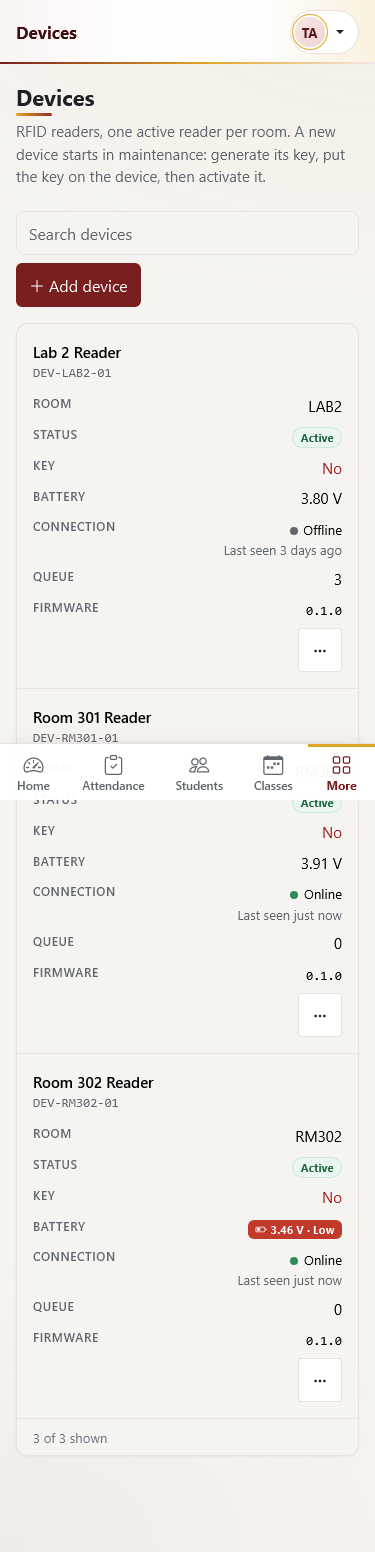 Devices
TA
Devices
RFID readers, one active reader per room. A new
device starts in maintenance: generate its key, put
the key on the device, then activate it.
Search devices
+ Add device
Lab 2 Reader
DEV-LAB2-01
ROOM LAB2
STATUS Active
KEY No
BATTERY 3.80 V
CONNECTION Offline
Last seen 3 days ago
QUEUE 3
FIRMWARE 0.1.0
...
Room 301 Reader
DEV-RM301-01
Home Attendance Students Classes More
STATUS Active
KEY No
BATTERY 3.91 V
CONNECTION Online
Last seen just now
QUEUE 0
FIRMWARE 0.1.0
...
Room 302 Reader
DEV-RM302-01
ROOM RM302
STATUS Active
KEY No
BATTERY 3.46 V · Low
CONNECTION Online
Last seen just now
QUEUE 0
FIRMWARE 0.1.0
...
3 of 3 shown